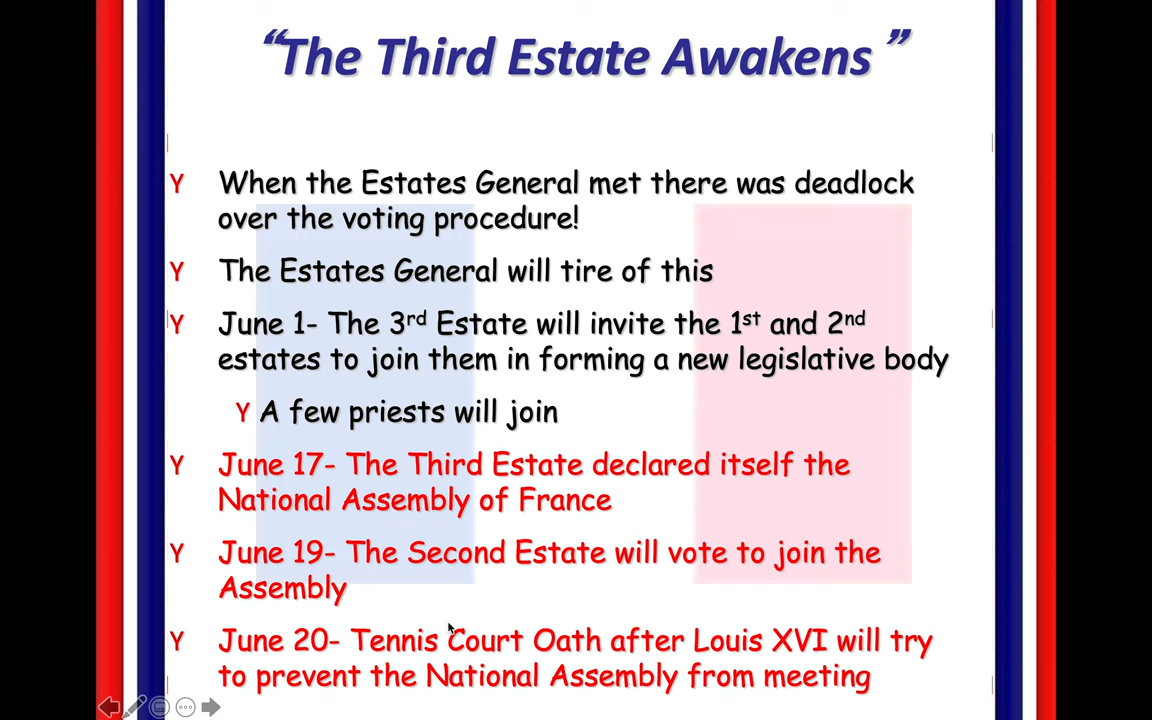 “The Third Estate Awakens”
Y When the Estates General met there was deadlock
over the voting procedure!
Y The Estates General will tire of this
Y June 1- The 3rd Estate will invite the 1st and 2nd
estates to join them in forming a new legislative body
Y A few priests will join
Y June 17- The Third Estate declared itself the
National Assembly of France
Y June 19- The Second Estate will vote to join the
Assembly
Y June 20- Tennis Court Oath after Louis XVI will try
to prevent the National Assembly from meeting